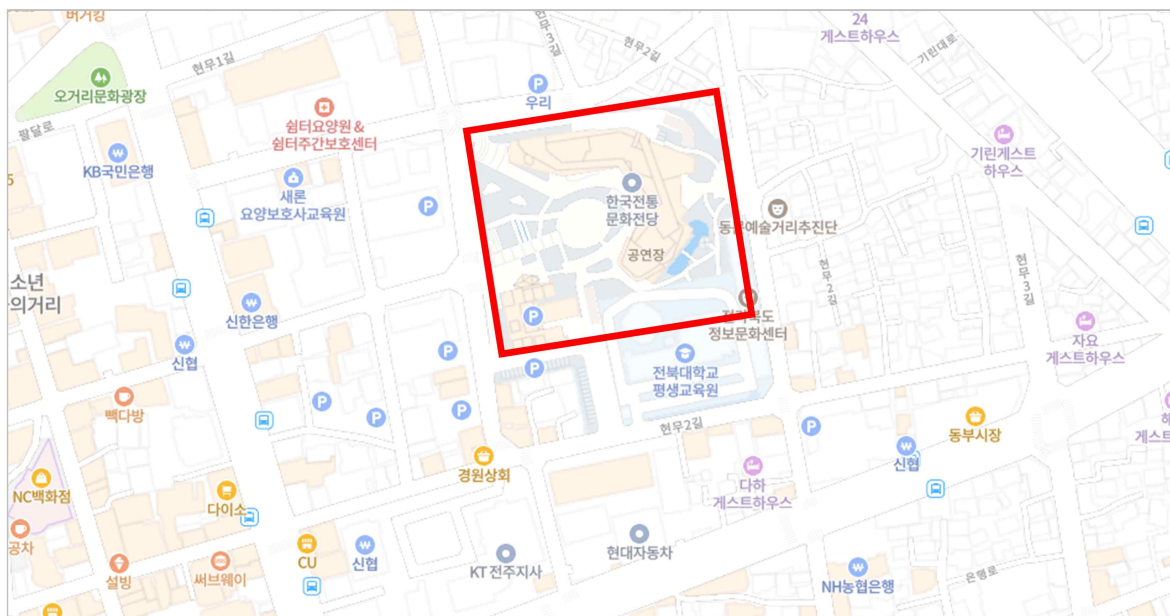 버거킹
현무1길
오거리문화광장
팔달로
KB국민은행
쉼터요양원&
쉼터주간보호센터
새론
요양보호사교육원
P
우리
P
현무2길
24
게스트하우스
기린대로
기린게스트
하우스
한국전통
문화전당
공연장
동문예술거리추진단
현무2길
현무3길
소년
의거리
신한은행
신협
빽다방
P
P
P
P
P
P
전라북도
정보문화센터
전북대학교
평생교육원
자요
게스트하우스
현무2길
P
동부시장
신협
게스트하우스
경원상회
다하
게스트하우스
NC백화점
다이소
공차
설빙
써브웨이
CU
신협
KT 전주지사
현대자동차
NH농협은행
은행로